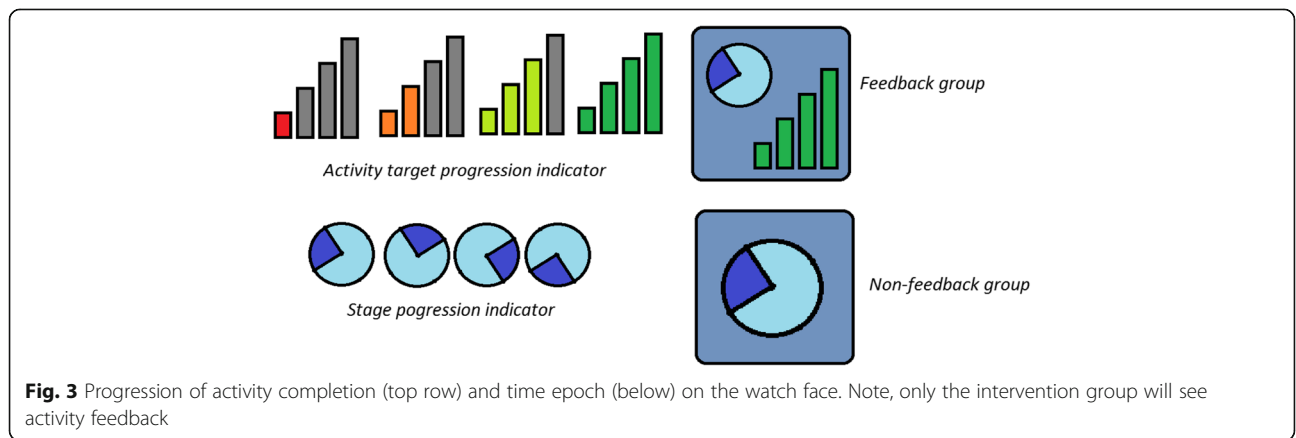 Feedback group
Activity target progression indicator
Stage pogression indicator
Non-feedback group
Fig. 3 Progression of activity completion (top row) and time epoch (below) on the watch face. Note, only the intervention group will see
activity feedback